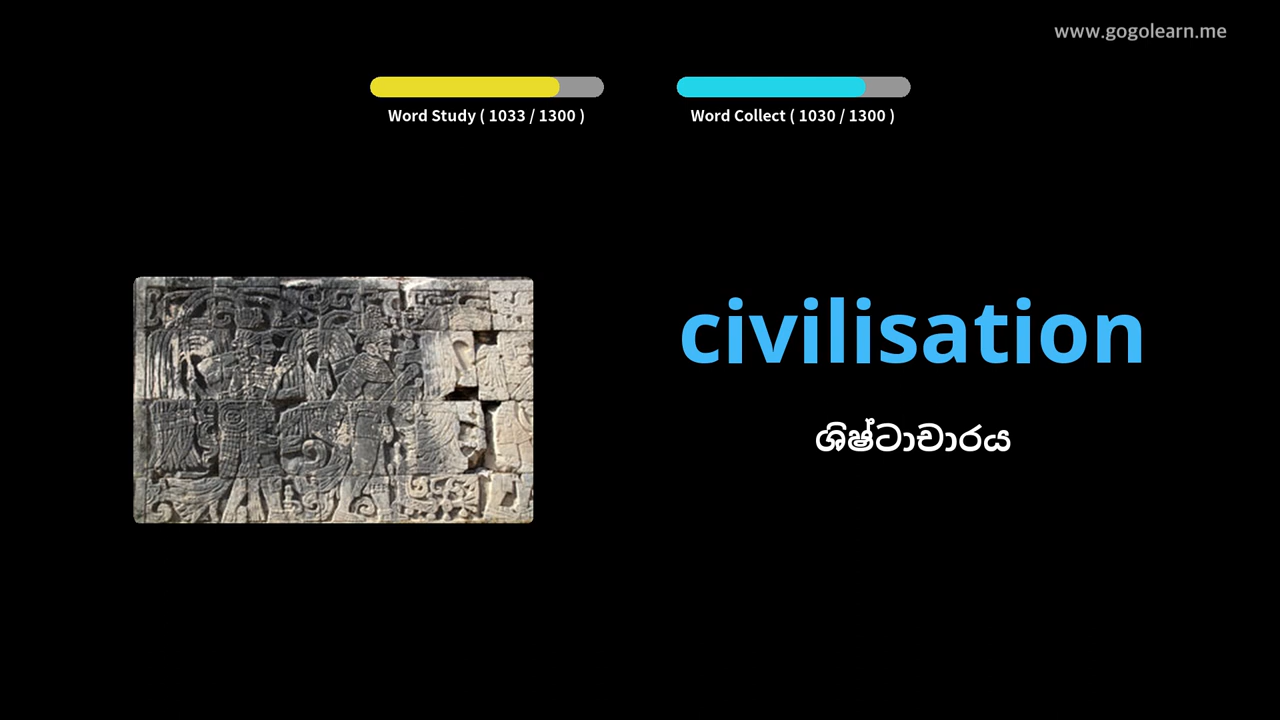 www.gogolearn.me
Word Study ( 1033 / 1300 )
Word Collect ( 1030 / 1300 )
civilisation
ශිෂ්ටාචාරය